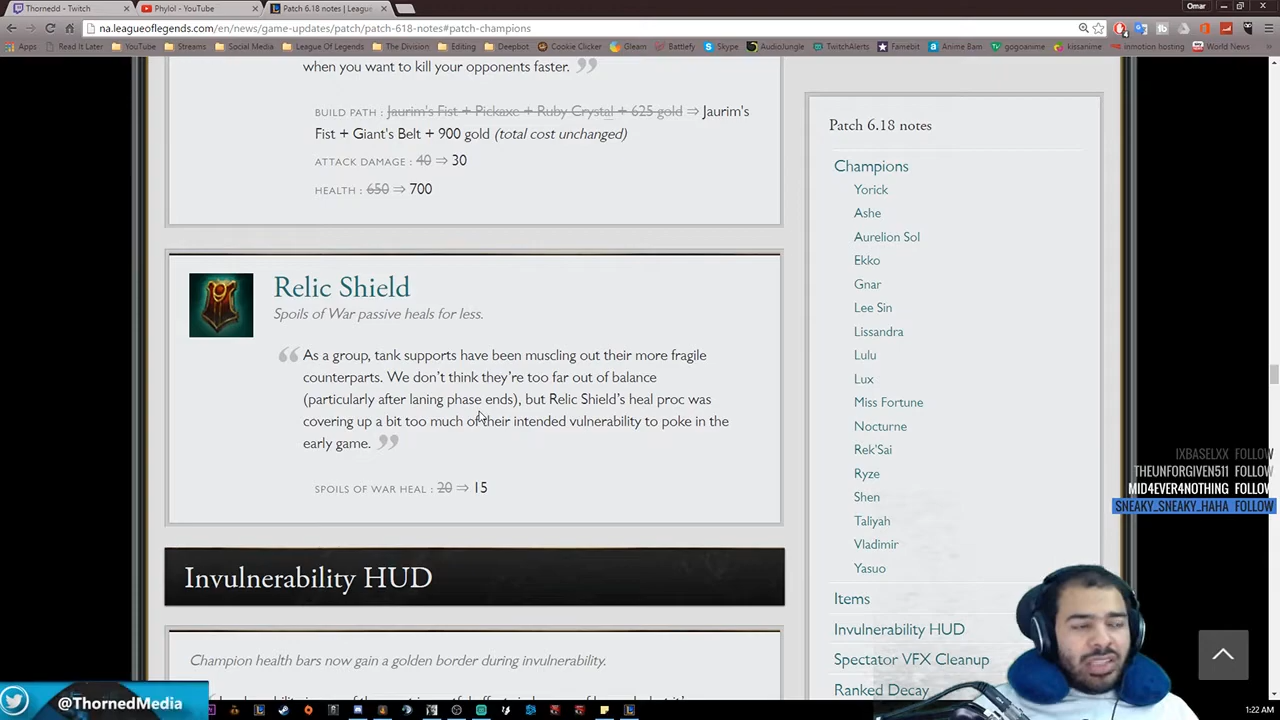 Thornedd - Twitch
Phylol - YouTube
Patch 6.18 notes | League
Omar
na.leagueoflegends.com/en/news/game-updates/patch/patch-618-notes#patch-champions
Apps
Read It Later
YouTube
Streams
Social Media
League Of Legends
The Division
Editing
Deepbot
Cookie Clicker
Gleam
Battlefy
Skype
AudioJungle
TwitchAlerts
Famebit
Anime Bam
gogoanime
kissanime
inmotion hosting
World News
when you want to kill your opponents faster.
BUILD PATH : Jaurim's Fist + Pickaxe + Ruby Crystal + 625 gold ⇒ Jaurim's
Fist + Giant's Belt + 900 gold (total cost unchanged)
ATTACK DAMAGE : 40 ⇒ 30
HEALTH : 650 ⇒ 700
Relic Shield
Spoils of War passive heals for less.
As a group, tank supports have been muscling out their more fragile
counterparts. We don't think they're too far out of balance
(particularly after laning phase ends), but Relic Shield's heal proc was
covering up a bit too much of their intended vulnerability to poke in the
early game.
SPOILS OF WAR HEAL : 20 ⇒ 15
Invulnerability HUD
Champion health bars now gain a golden border during invulnerability.
Patch 6.18 notes
Champions
Yorick
Ashe
Aurelion Sol
Ekko
Gnar
Lee Sin
Lissandra
Lulu
Lux
Miss Fortune
Nocturne
Rek'Sai
Ryze
Shen
Taliyah
Vladimir
Yasuo
Items
Invulnerability HUD
Spectator VFX Cleanup
Ranked Decay
IXBASELXX FOLLOW
THEUNFORGIVEN511 FOLLOW
MID4EVER4NOTHING FOLLOW
SNEAKY_SNEAKY_HAHA FOLLOW
@ThornedMedia
1:22 AM